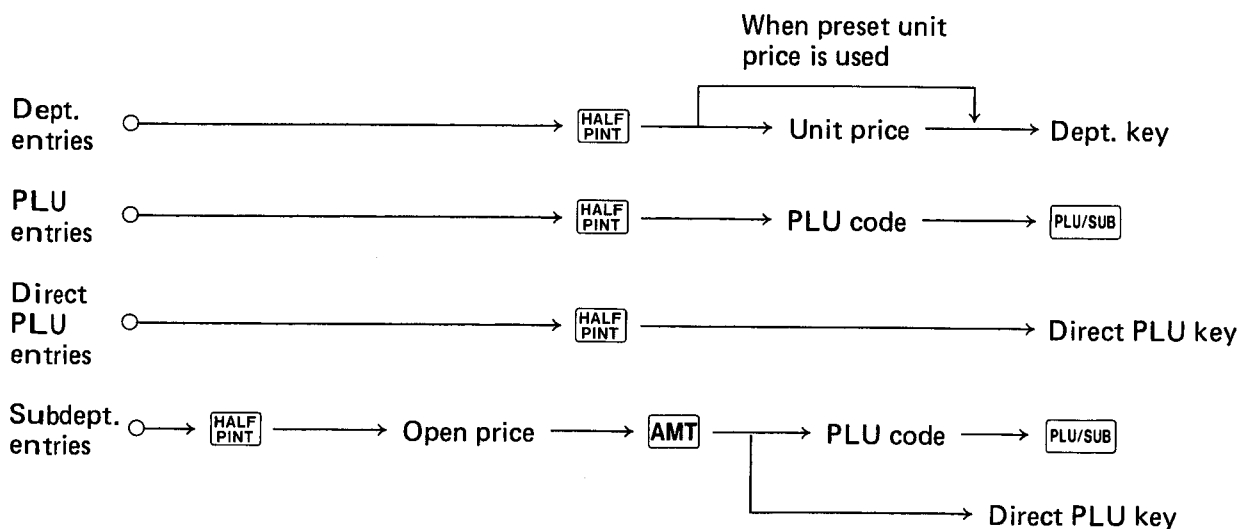 When preset unit
price is used
Dept.
entries
HALF
PINT
Unit price
Dept. key
PLU
entries
HALF
PINT
PLU code
PLU/SUB
Direct
PLU
entries
HALF
PINT
Direct PLU key
Subdept.
entries
HALF
PINT
Open price
AMT
PLU code
PLU/SUB
Direct PLU key